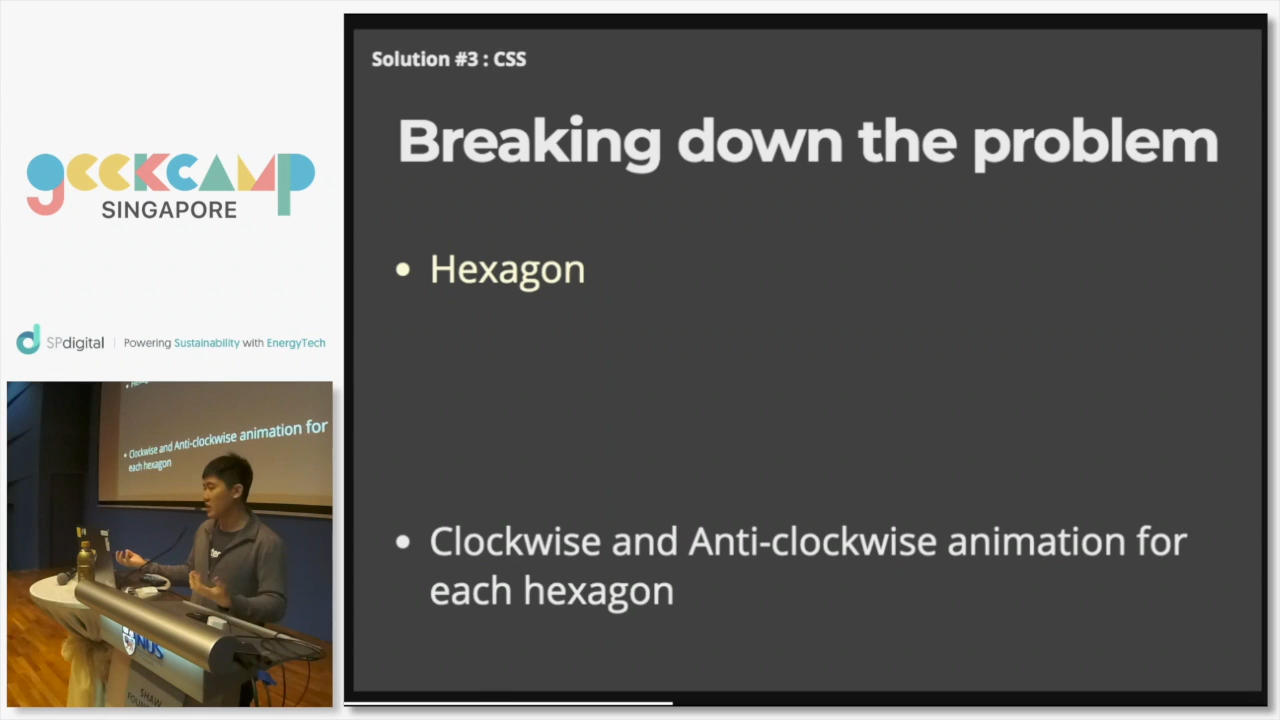 Solution #3 : CSS
Breaking down the problem
• Hexagon
• Clockwise and Anti-clockwise animation for
each hexagon
geekcamp
SINGAPORE
SPdigital | Powering Sustainability with EnergyTech
• Clockwise and Anti-clockwise animation for
each hexagon
NUS
SHAW